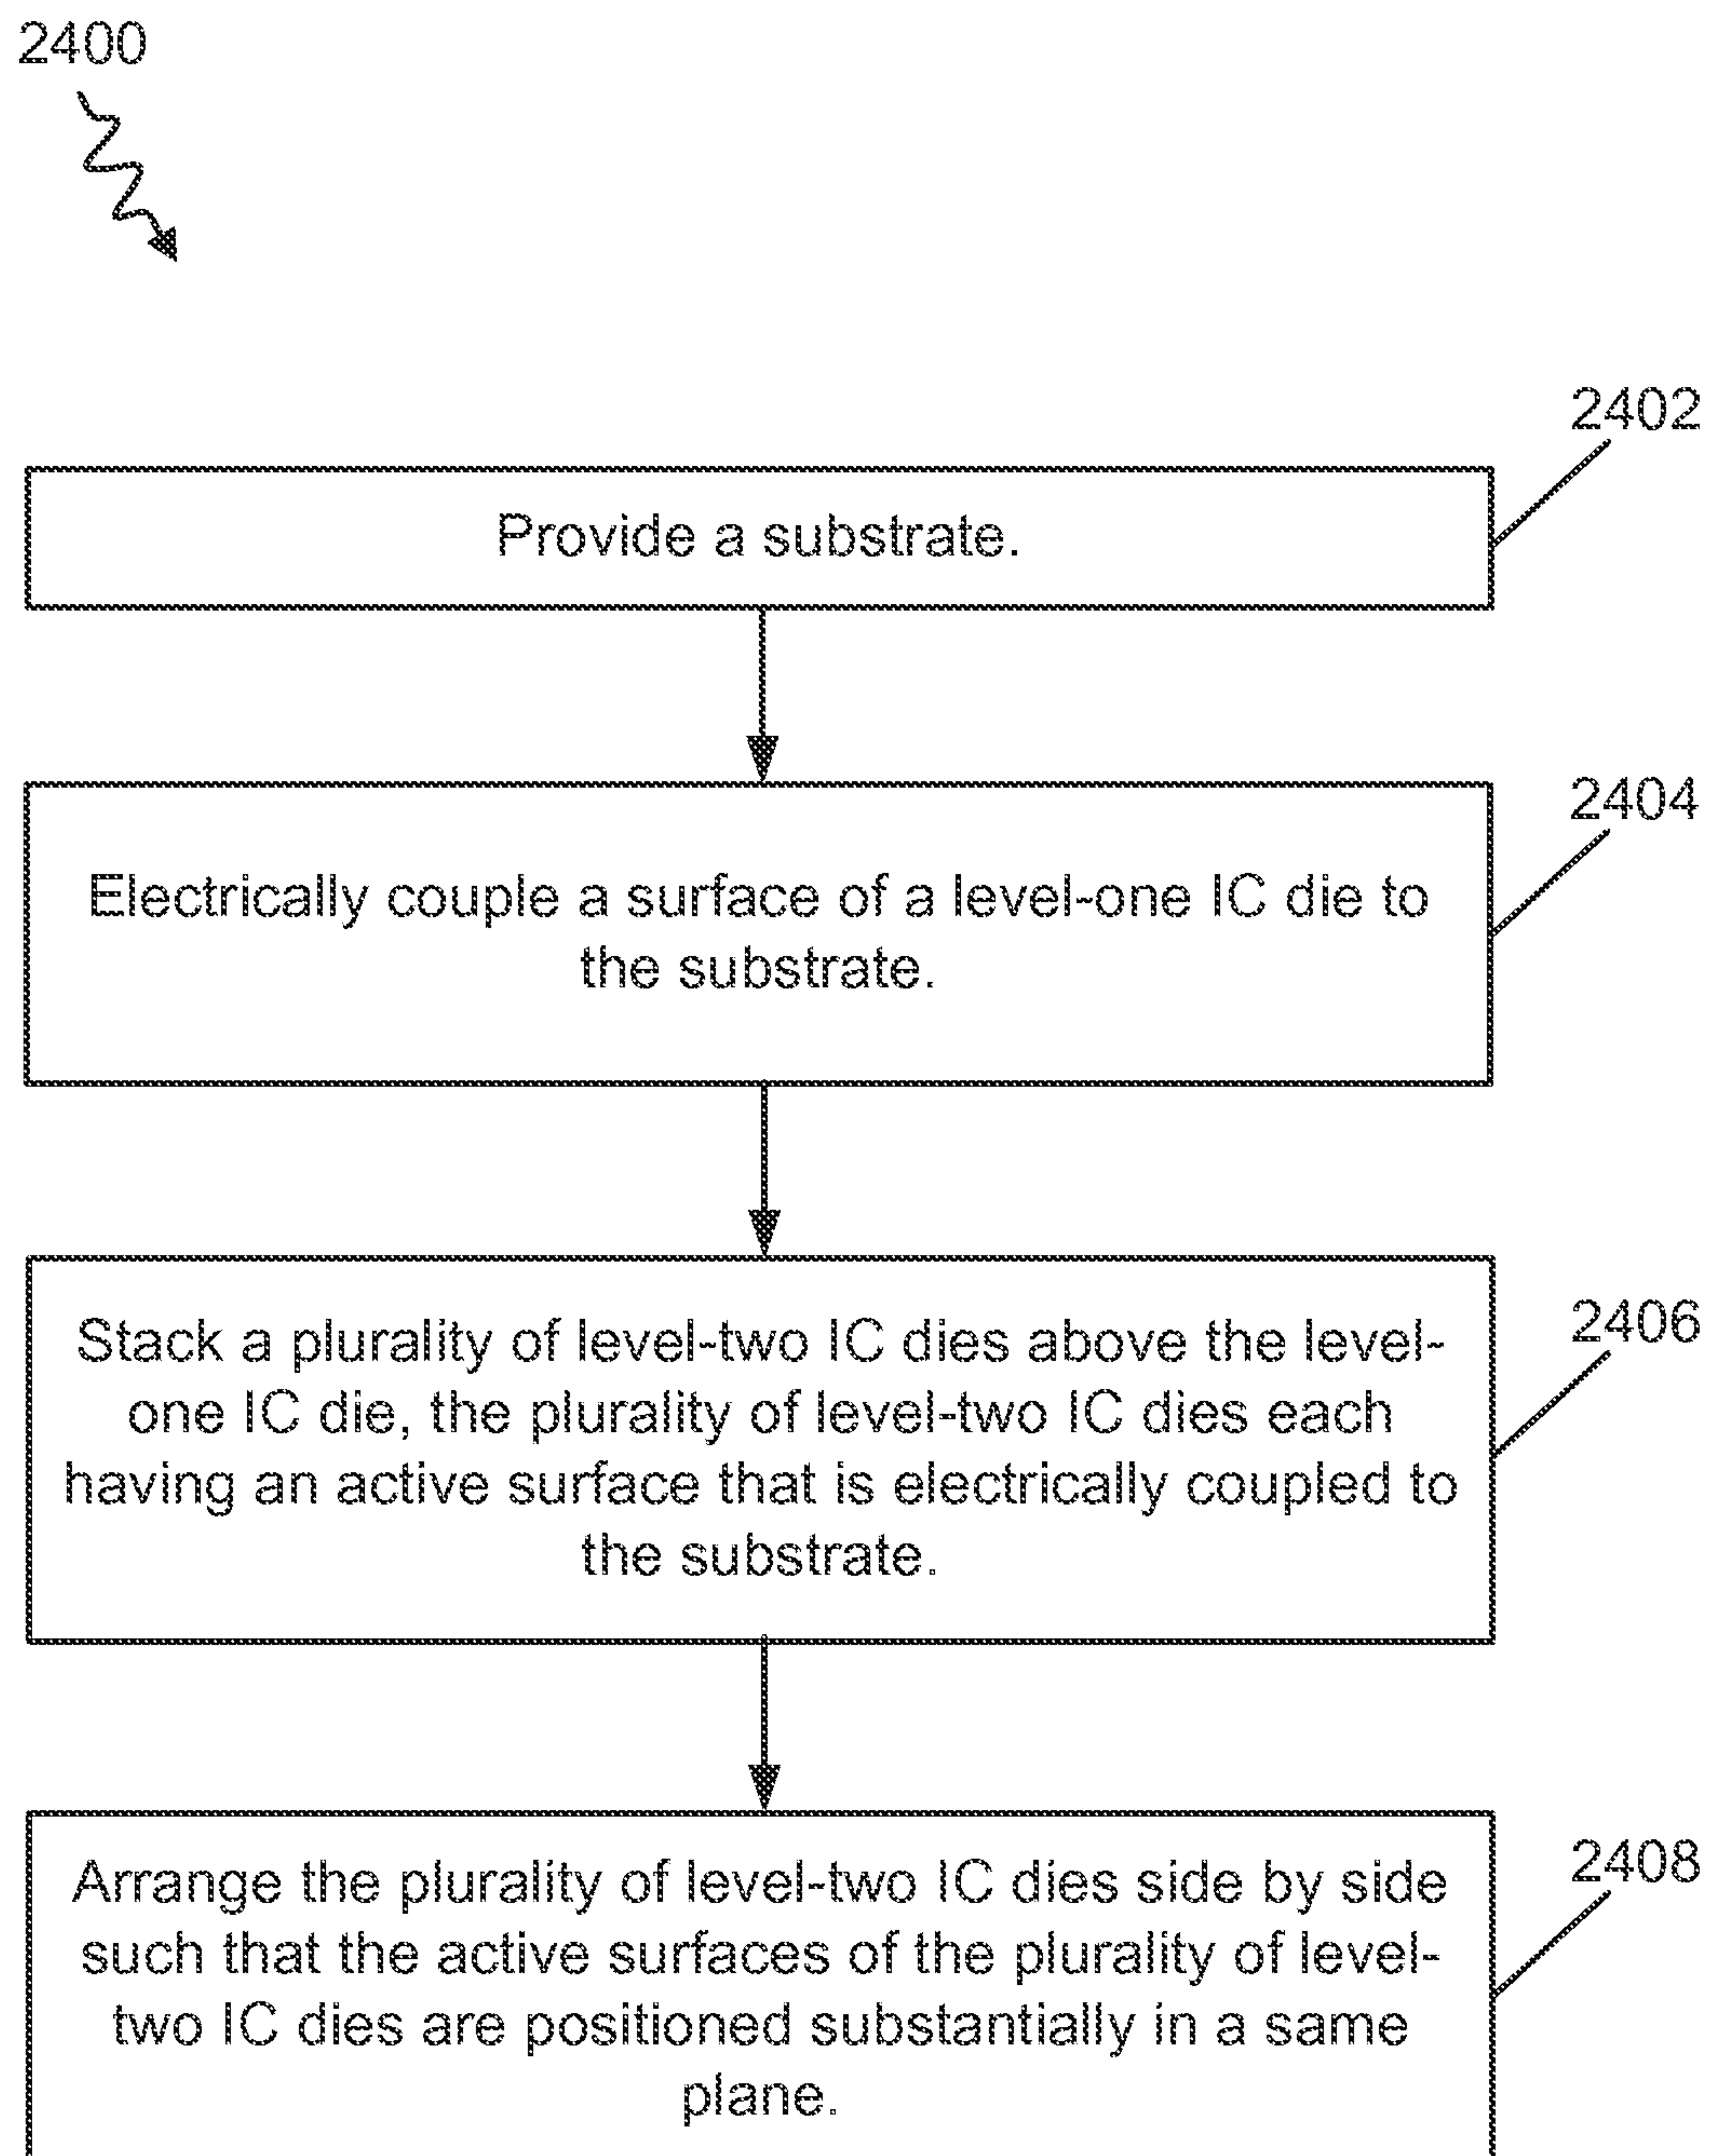 2400
2402
Provide a substrate.
2404
Electrically couple a surface of a level-one IC die to
the substrate.
2406
Stack a plurality of level-two IC dies above the level-
one IC die, the plurality of level-two IC dies each
having an active surface that is electrically coupled to
the substrate.
2408
Arrange the plurality of level-two IC dies side by side
such that the active surfaces of the plurality of level-
two IC dies are positioned substantially in a same
plane.